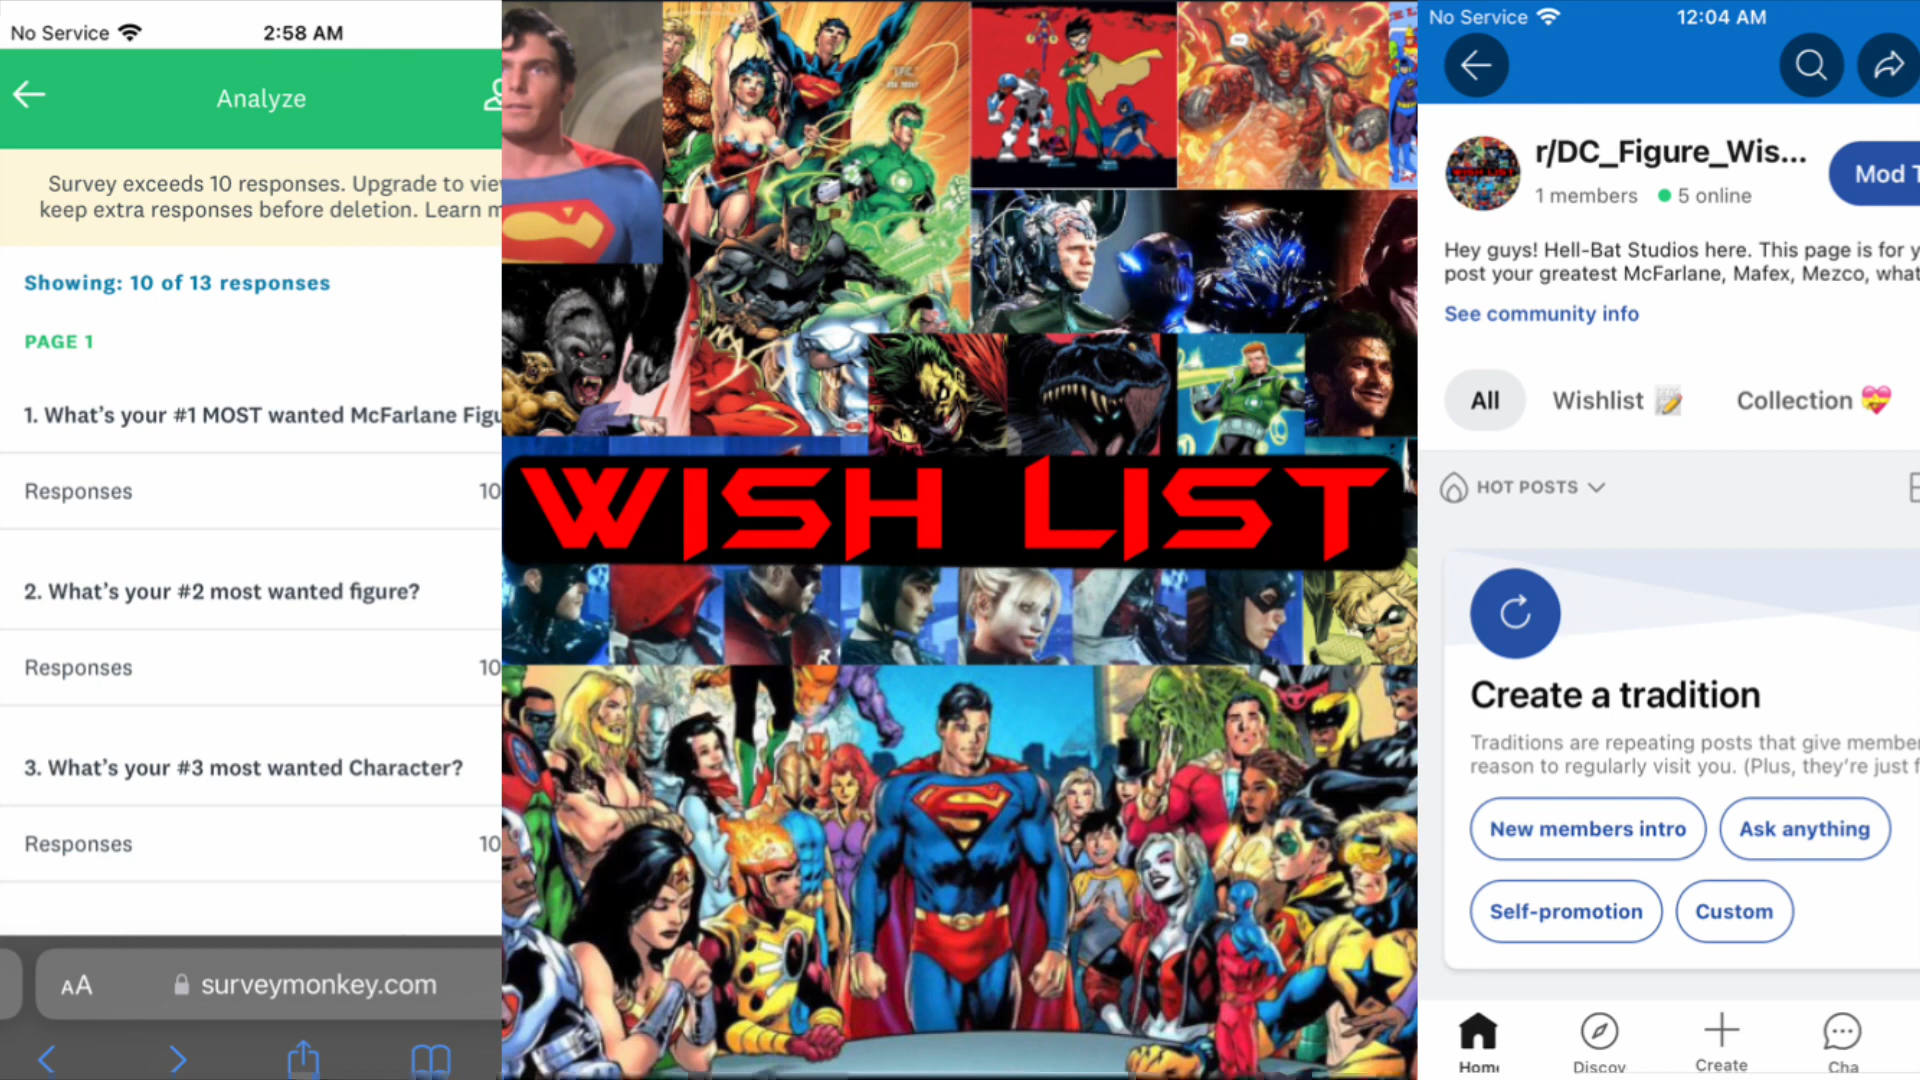 No Service
2:58 AM
Analyze
Survey exceeds 10 responses. Upgrade to vie
keep extra responses before deletion. Learn m
Showing: 10 of 13 responses
PAGE 1
1. What's your #1 MOST wanted McFarlane Figu
Responses
10
2. What's your #2 most wanted figure?
Responses
10
3. What's your #3 most wanted Character?
Responses
10
AA
surveymonkey.com
WISH LIST
No Service
12:04 AM
r/DC_Figure_Wis...
1 members
5 online
Mod T
Hey guys! Hell-Bat Studios here. This page is for y
post your greatest McFarlane, Mafex, Mezco, what
See community info
All
Wishlist
Collection
HOT POSTS
Create a tradition
Traditions are repeating posts that give member
reason to regularly visit you. (Plus, they're just f
New members intro
Ask anything
Self-promotion
Custom
Home
Discov
Create
Cha